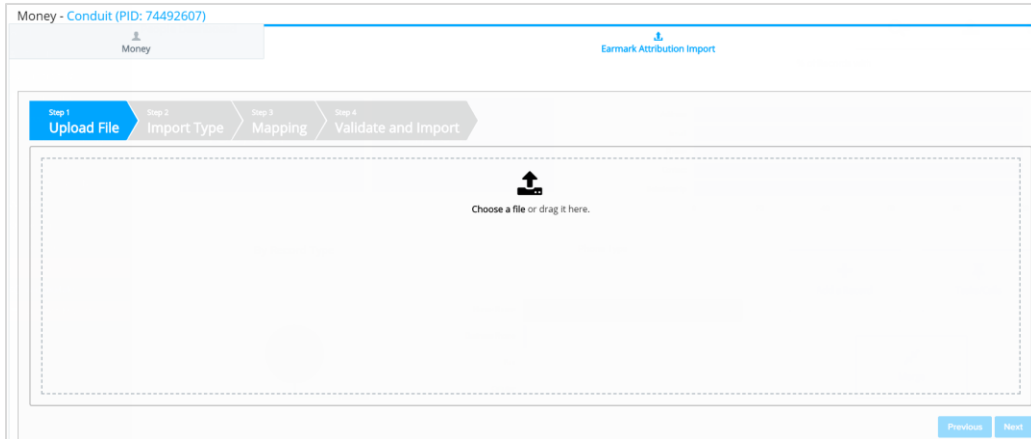 Money - Conduit (PID: 74492607)
Money
Earmark Attribution Import
Step 1
Upload File
Step 2
Import Type
Step 3
Mapping
Step 4
Validate and Import
Choose a file or drag it here.
Previous
Next